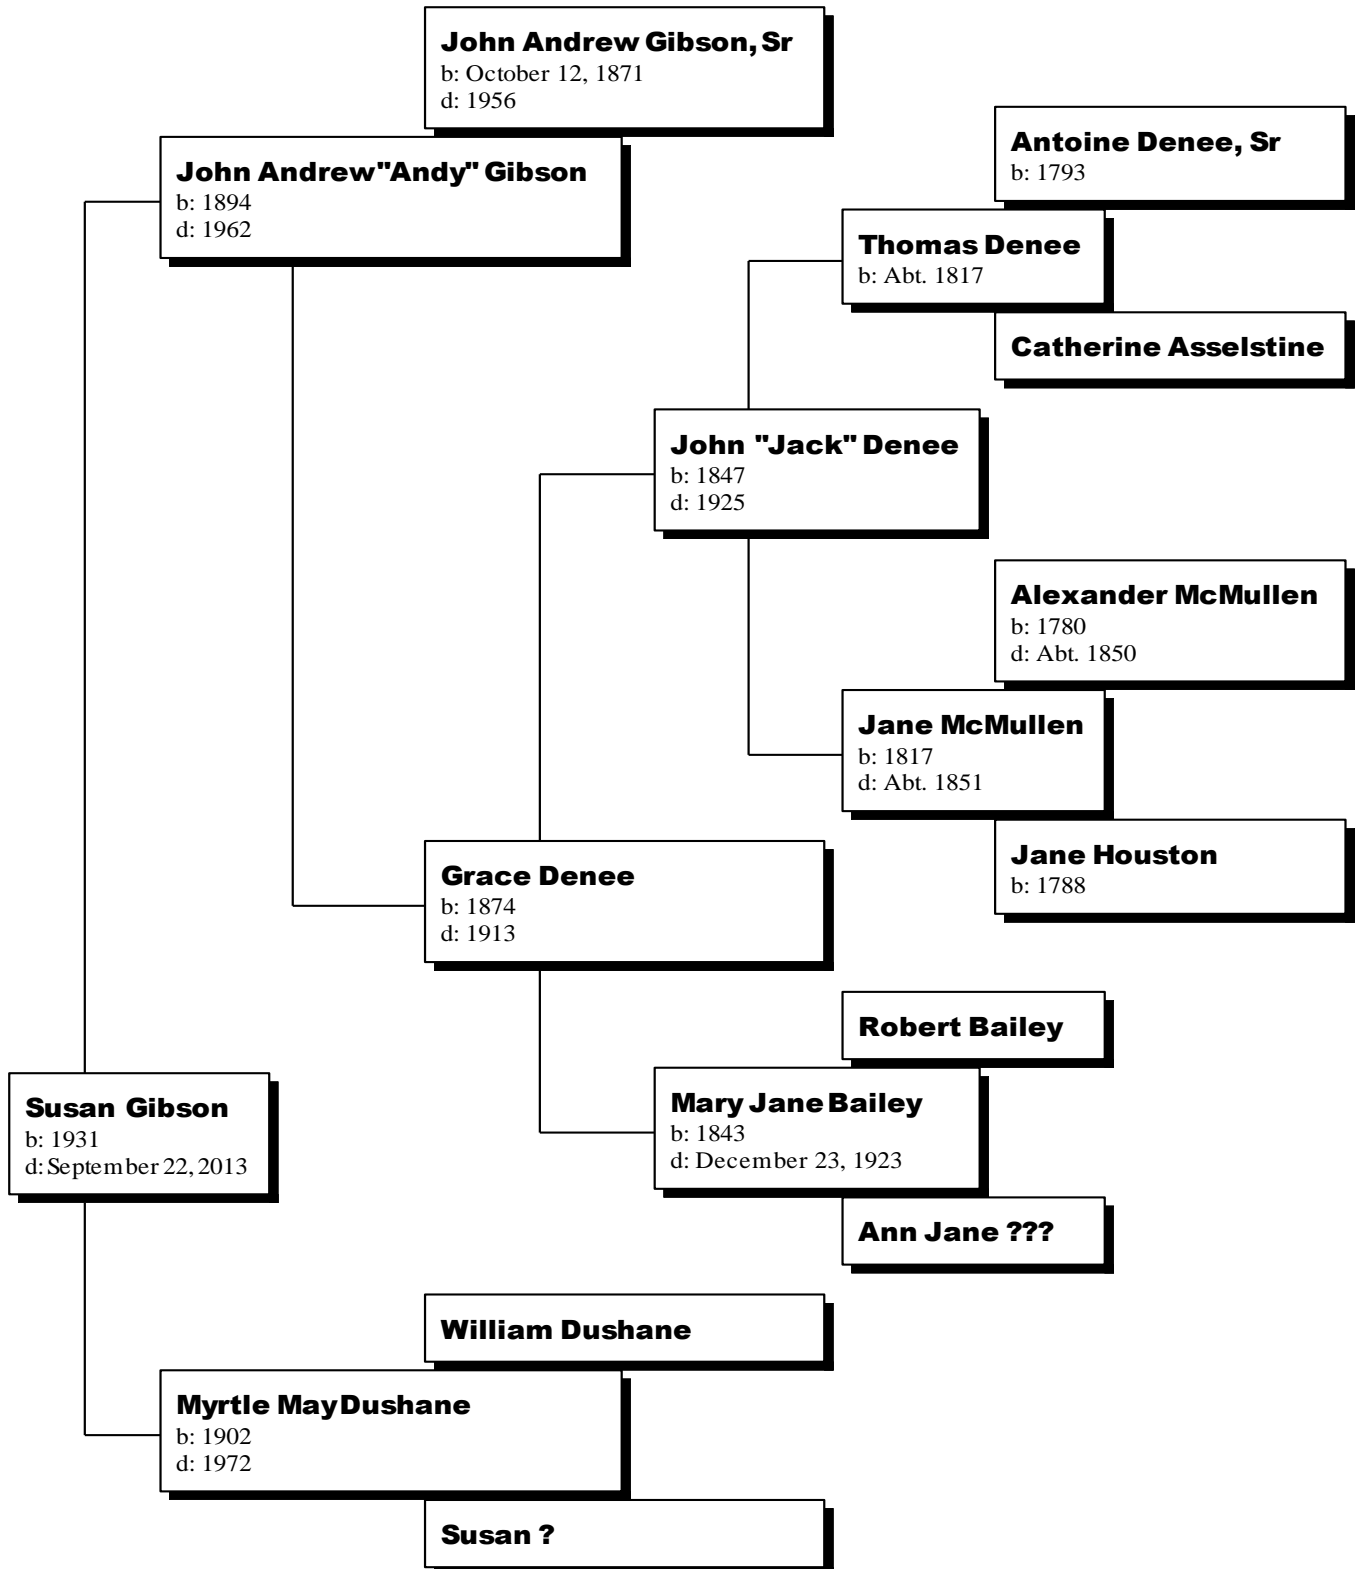 John Andrew Gibson, Sr
b: October 12, 1871
d: 1956
Antoine Denee, Sr
b: 1793
John Andrew "Andy" Gibson
b: 1894
d: 1962
Thomas Denee
b: Abt. 1817
Catherine Asselstine
John "Jack" Denee
b: 1847
d: 1925
Alexander McMullen
b: 1780
d: Abt. 1850
Jane McMullen
b: 1817
d: Abt. 1851
Jane Houston
b: 1788
Grace Denee
b: 1874
d: 1913
Robert Bailey
Mary Jane Bailey
b: 1843
d: December 23, 1923
Susan Gibson
b: 1931
d: September 22, 2013
Ann Jane ???
William Dushane
Myrtle May Dushane
b: 1902
d: 1972
Susan ?